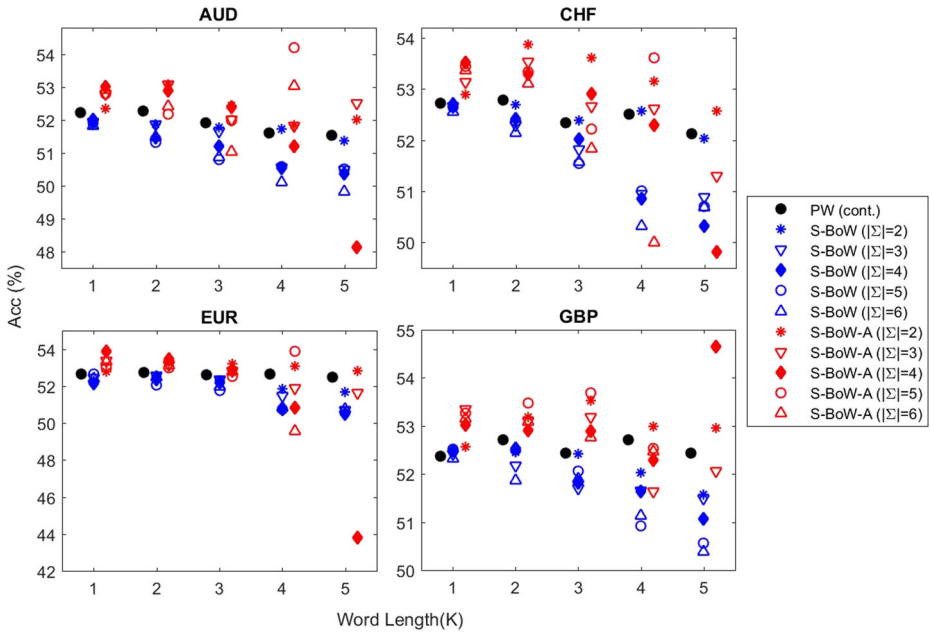 AUD
CHF
54
53
52
51
50
49
48
1 2 3 4 5
54
53
52
51
50
1 2 3 4 5
EUR
GBP
54
52
50
48
46
44
42
1 2 3 4 5
55
54
53
52
51
50
1 2 3 4 5
Acc (%)
Word Length(K)
PW (cont.)
S-BoW (|Σ|=2)
S-BoW (|Σ|=3)
S-BoW (|Σ|=4)
S-BoW (|Σ|=5)
S-BoW (|Σ|=6)
S-BoW-A (|Σ|=2)
S-BoW-A (|Σ|=3)
S-BoW-A (|Σ|=4)
S-BoW-A (|Σ|=5)
S-BoW-A (|Σ|=6)